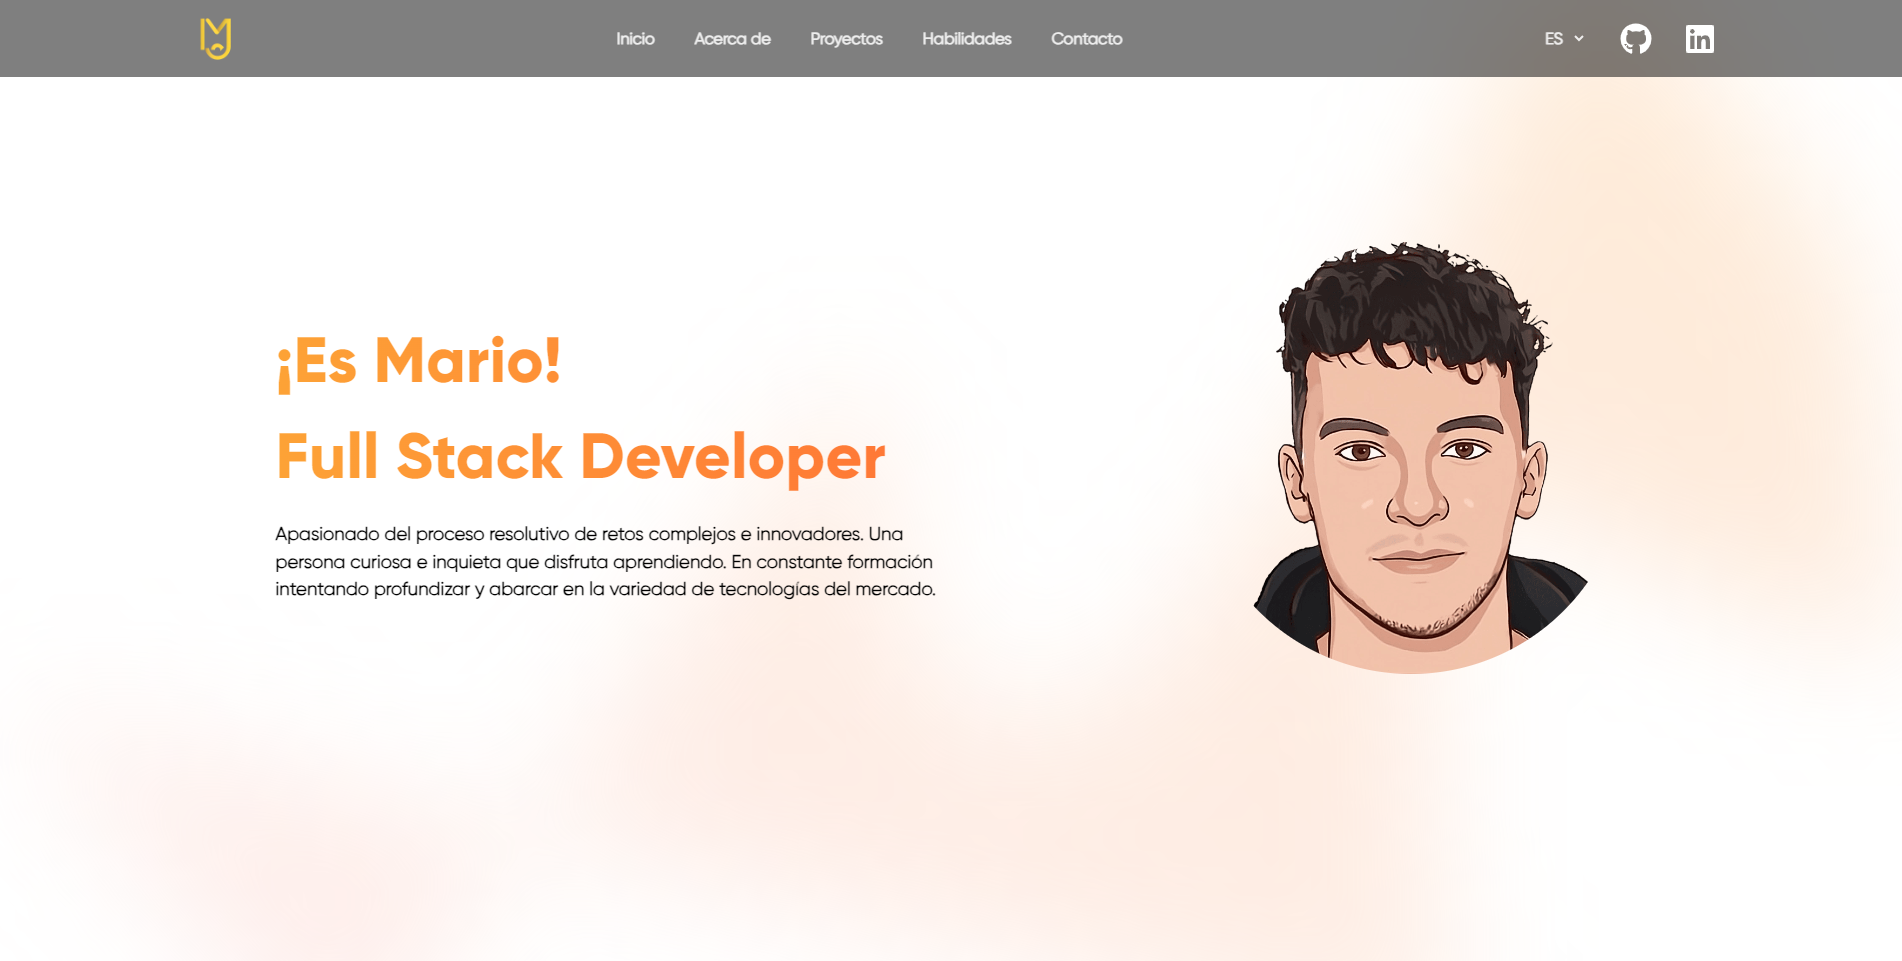 Inicio
Acerca de
Proyectos
Habilidades
Contacto
ES
¡Es Mario!
Full Stack Developer
Apasionado del proceso resolutivo de retos complejos e innovadores. Una
persona curiosa e inquieta que disfruta aprendiendo. En constante formación
intentando profundizar y abarcar en la variedad de tecnologías del mercado.